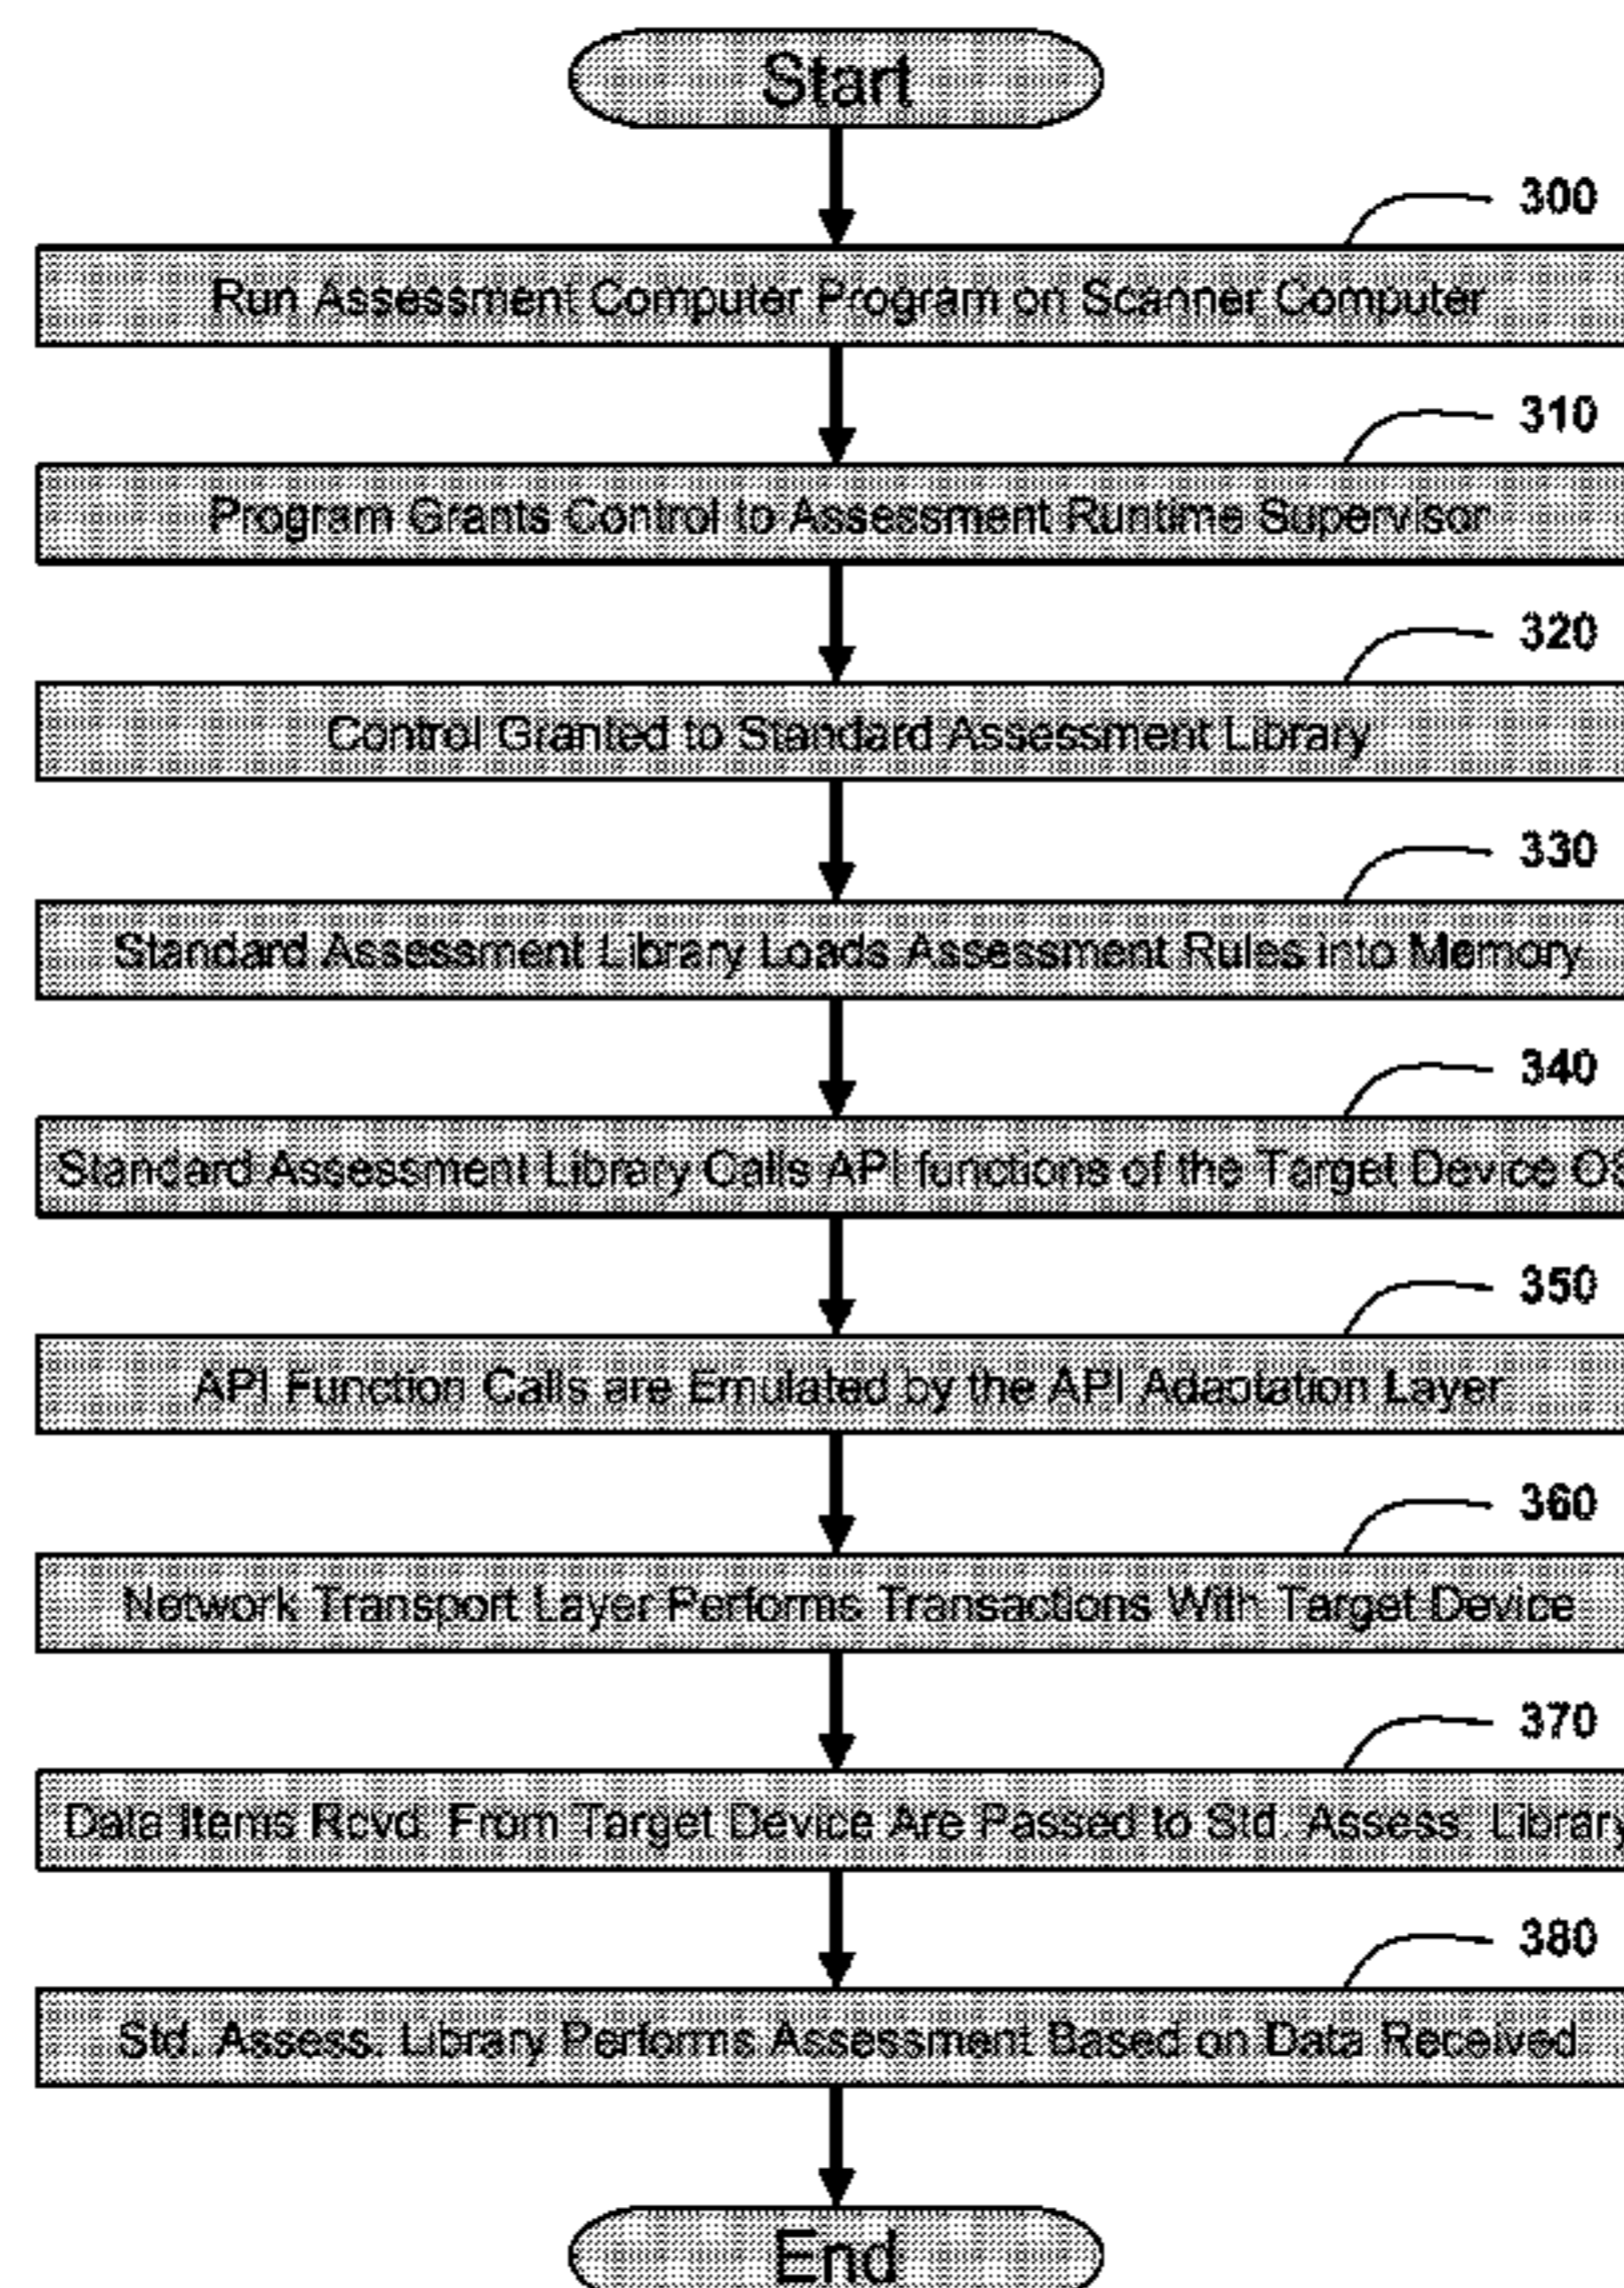 Start
300
Run Assessment Computer Program on Scanner Computer
310
Program Grants Control to Assessment Runtime Supervisor
320
Control Granted to Standard Assessment Library
330
Standard Assessment Library Loads Assessment Rules into Memory
340
Standard Assessment Library Calls API functions of the Target Device OS
350
API Function Calls are Emulated by the API Adaptation Layer
360
Network Transport Layer Performs Transactions With Target Device
370
Data Items Rcvd. From Target Device Are Passed to Std. Assess. Library
380
Std. Assess. Library Performs Assessment Based on Data Received
End